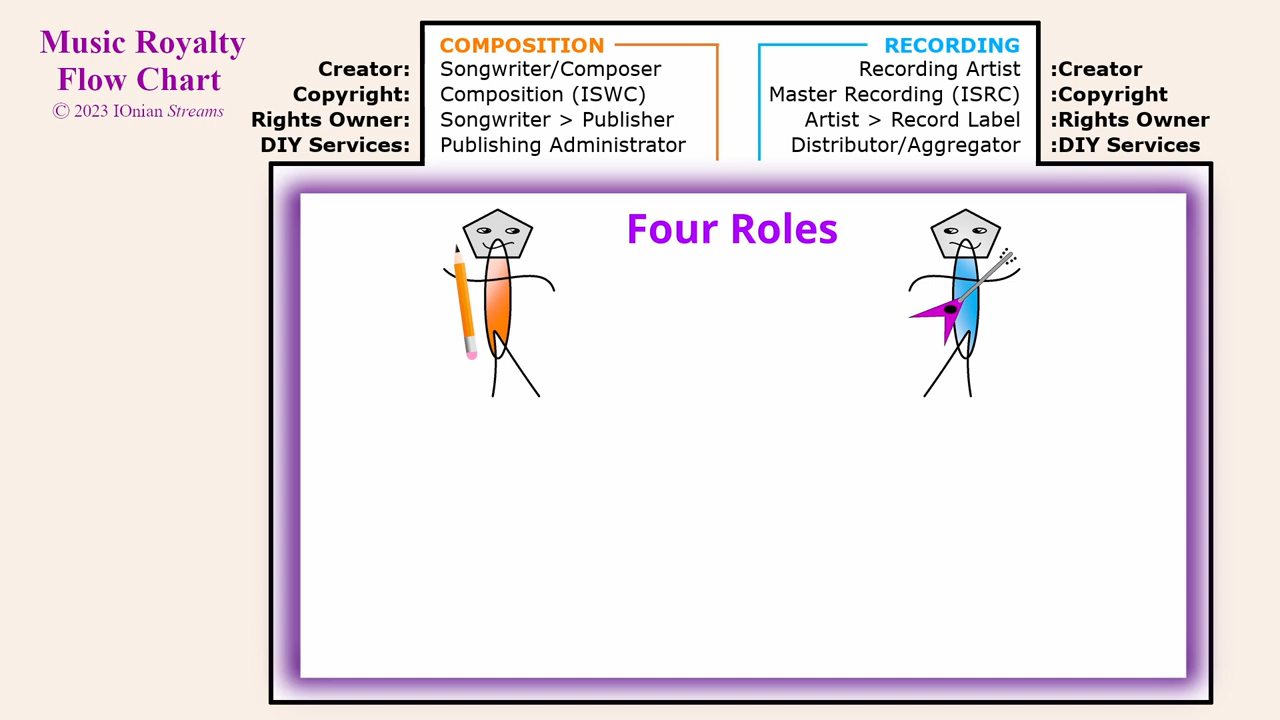 Music Royalty
Flow Chart
© 2023 IOnian Streams
COMPOSITION
RECORDING
Creator: Songwriter/Composer
Recording Artist :Creator
Copyright: Composition (ISWC)
Master Recording (ISRC) :Copyright
Rights Owner: Songwriter > Publisher
Artist > Record Label :Rights Owner
DIY Services: Publishing Administrator
Distributor/Aggregator :DIY Services
Four Roles